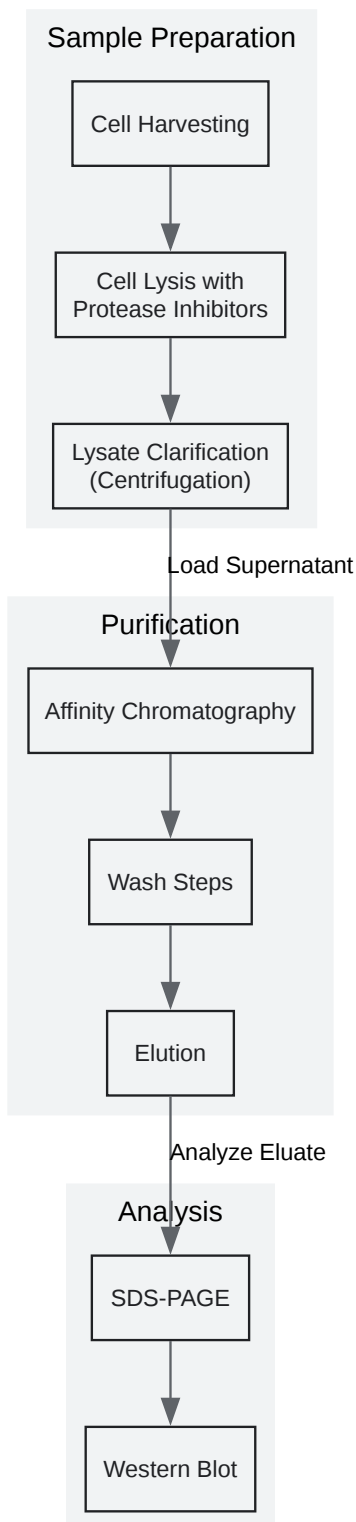 Sample Preparation
Cell Harvesting
Cell Lysis with
Protease Inhibitors
Lysate Clarification
(Centrifugation)
Load Supernatant
Purification
Affinity Chromatography
Wash Steps
Elution
Analyze Eluate
Analysis
SDS-PAGE
Western Blot